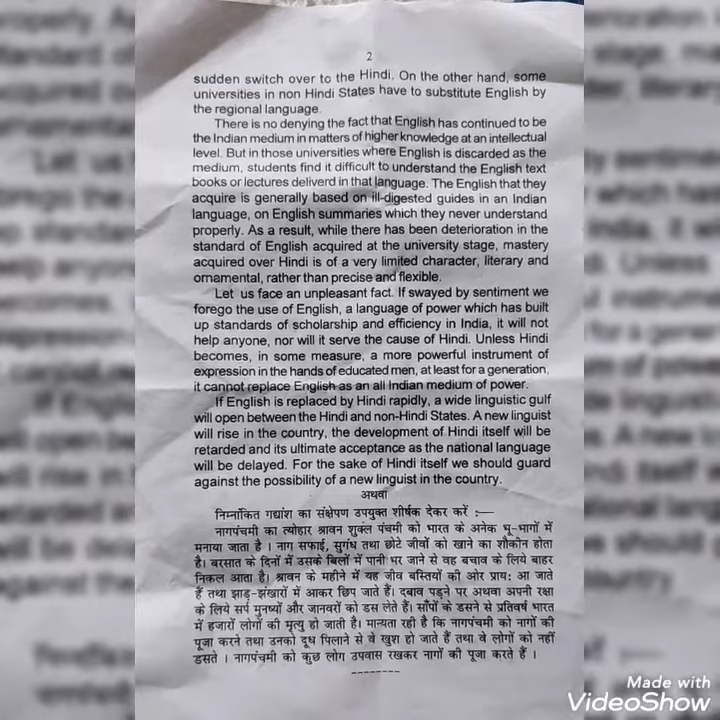 2
sudden switch over to the Hindi. On the other hand, some
universities in non Hindi States have to substitute English by
the regional language.
There is no denying the fact that English has continued to be
the Indian medium in matters of higher knowledge at an intellectual
level. But in those universities where English is discarded as the
medium, students find it difficult to understand the English text
books or lectures deliverd in that language. The English that they
acquire is generally based on ill-digested guides in an Indian
language, on English summaries which they never understand
properly. As a result, while there has been deterioration in the
standard of English acquired at the university stage, mastery
acquired over Hindi is of a very limited character, literary and
ornamental, rather than precise and flexible.
Let us face an unpleasant fact. If swayed by sentiment we
forego the use of English, a language of power which has built
up standards of scholarship and efficiency in India, it will not
help anyone, nor will it serve the cause of Hindi. Unless Hindi
becomes, in some measure, a more powerful instrument of
expression in the hands of educated men, at least for a generation,
it cannot replace English as an all Indian medium of power.
If English is replaced by Hindi rapidly, a wide linguistic gulf
will open between the Hindi and non-Hindi States. A new linguist
will rise in the country, the development of Hindi itself will be
retarded and its ultimate acceptance as the national language
will be delayed. For the sake of Hindi itself we should guard
against the possibility of a new linguist in the country.
अथवा
निम्नांकित गद्यांश का संक्षेपण उपयुक्त शीर्षक देकर करें :—
नागपंचमी का त्योहार श्रावन शुक्ल पंचमी को भारत के अनेक भू-भागों में
मनाया जाता है । नाग सफाई, सुगंध तथा छोटे जीवों को खाने का शौकीन होता
है। बरसात के दिनों में उसके बिलों में पानी भर जाने से वह बचाव के लिये बाहर
निकल आता है। श्रावन के महीने में यह जीव बस्तियों की ओर प्राय: आ जाते
हैं तथा झाड़-झंखारों में आकर छिप जाते हैं। दबाव पड़ने पर अथवा अपनी रक्षा
के लिये सर्प मुनष्यों और जानवरों को डस लेते हैं। साँपों के डसने से प्रतिवर्ष भारत
में हजारों लोगों की मृत्यु हो जाती है। मान्यता रही है कि नागपंचमी को नागों की
पूजा करने तथा उनको दूध पिलाने से वे खुश हो जाते हैं तथा वे लोगों को नहीं
डसते । नागपंचमी को कुछ लोग उपवास रखकर नागों की पूजा करते हैं ।
Made with
VideoShow